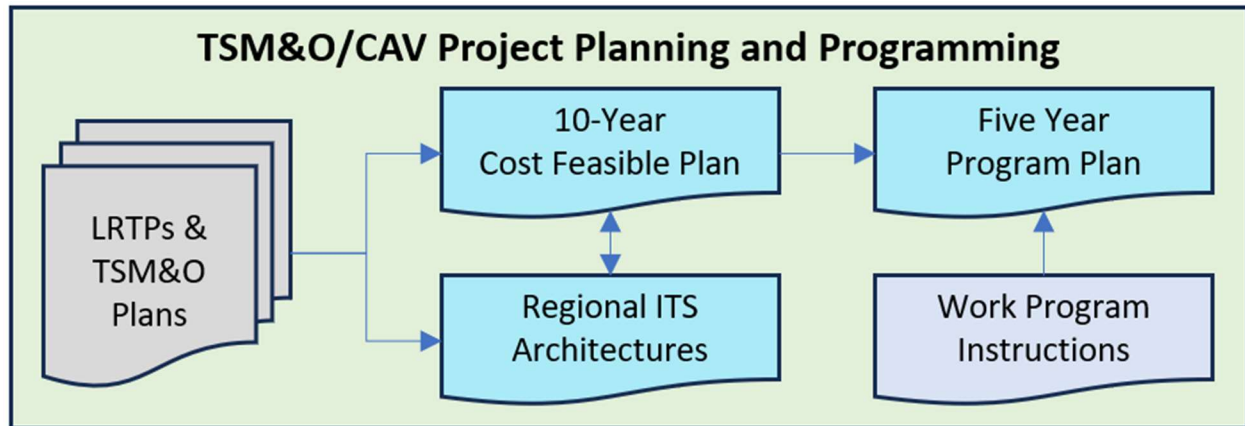 TSM&O/CAV Project Planning and Programming
LRTPs &
TSM&O
Plans
10-Year
Cost Feasible Plan
Five Year
Program Plan
Regional ITS
Architectures
Work Program
Instructions